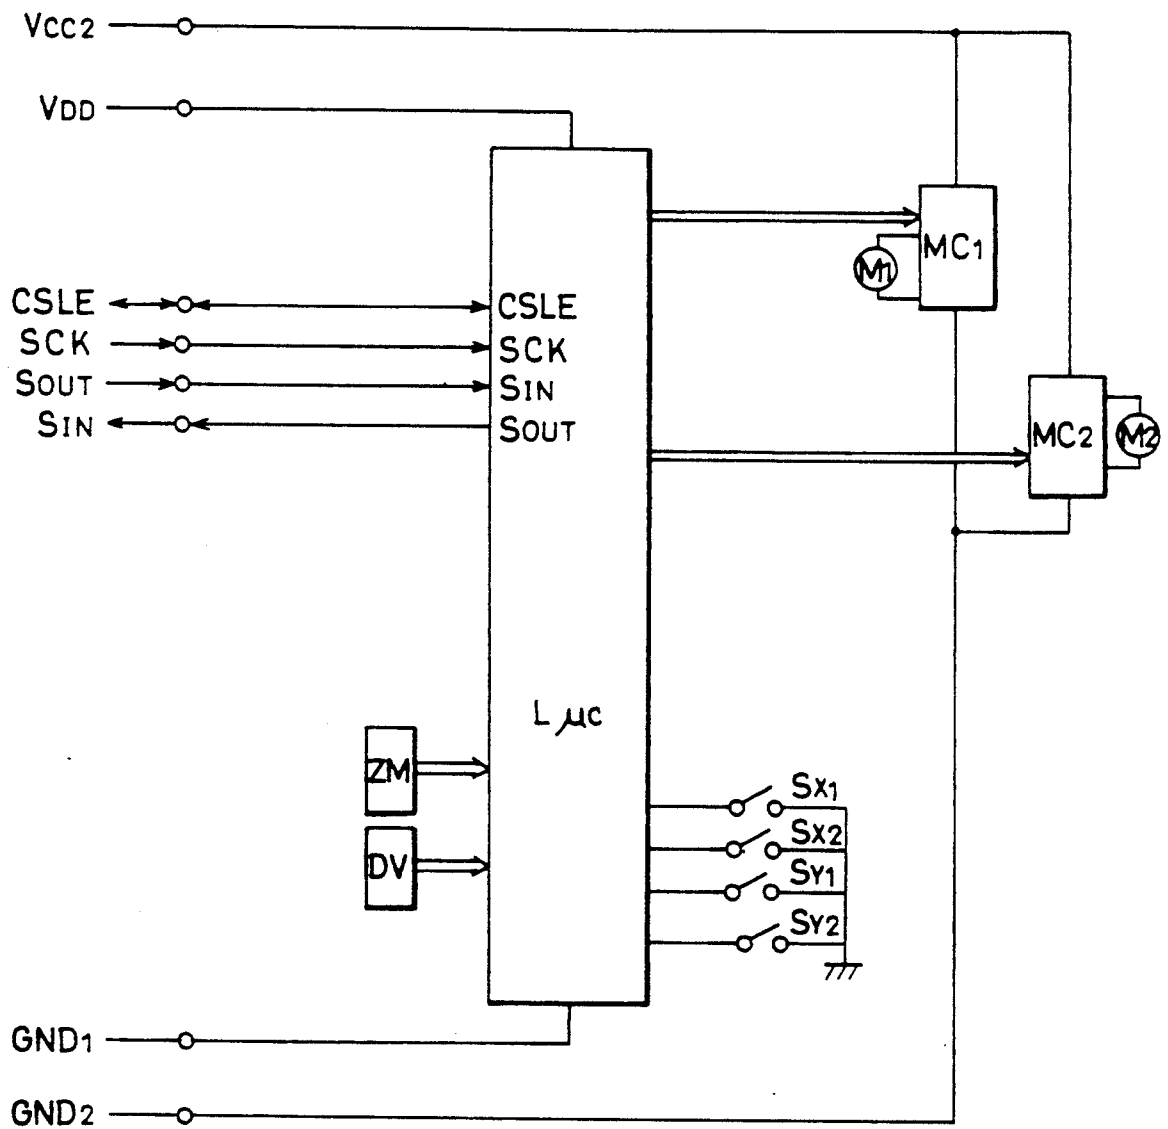 VCC2
VDD
MC1
M1
CSLE
CSLE
SCK
SCK
SOUT
SIN
SIN
SOUT
MC2
M2
L μc
ZM
DV
SX1
SX2
SY1
SY2
GND1
GND2